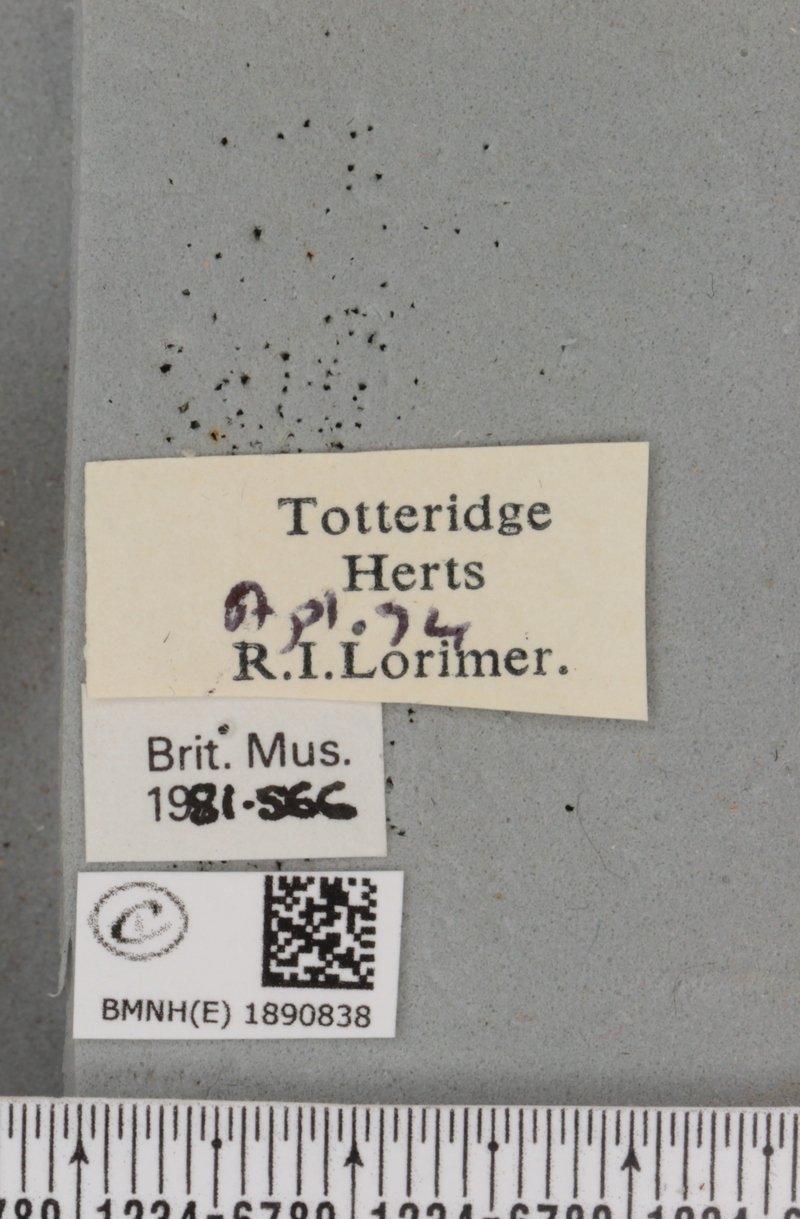 Totteridge
Herts
Apl. 74
R.I.Lorimer.
Brit. Mus.
1981-566
C
BMNH(E) 1890838